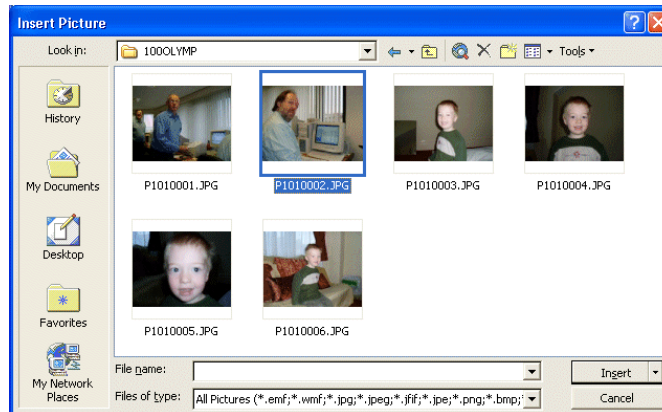 Insert Picture
Look in: 100OLYMP Tools
History
My Documents
Desktop
Favorites
My Network Places
P1010001.JPG P1010002.JPG P1010003.JPG P1010004.JPG
P1010005.JPG P1010006.JPG
File name: Insert
Files of type: All Pictures (*.emf;*.wmf;*.jpg;*.jpeg;*.jfif;*.jpe;*.png;*.bmp; Cancel